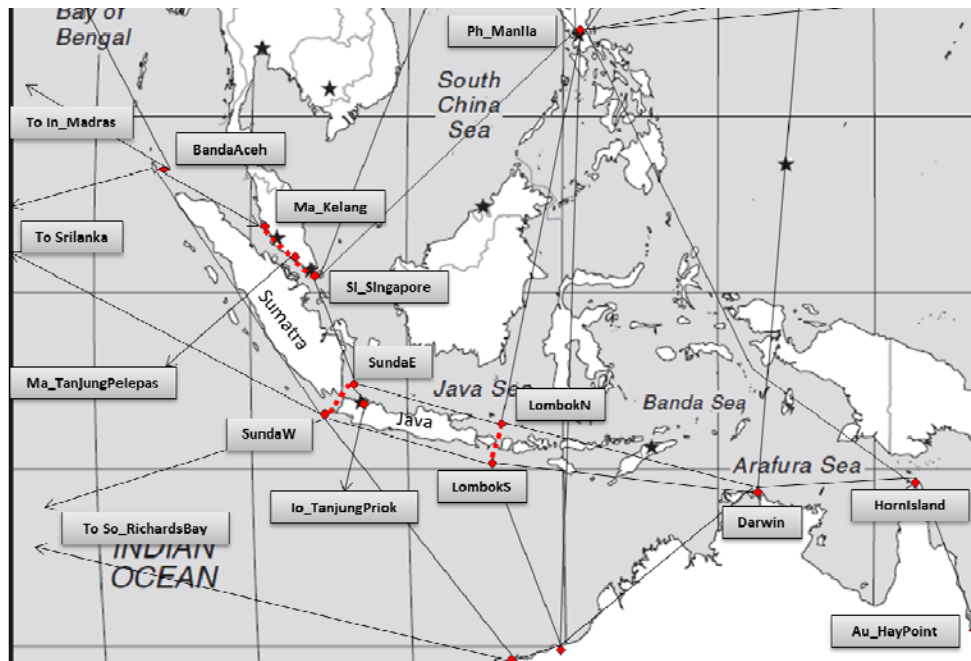 Bay of
Bengal
Ph_Manlla
South
China
Sea
To In_Madras
BandaAceh
Ma_Kelang
To Srilanka
SI_SIngapore
Sumatra
SundaE
Ma_TanJungPelepas
Java Sea
LombokN
Banda Sea
Java
SundaW
Arafura Sea
LombokS
Io_TanjungPriok
Darwin
HornIsland
To So_RichardsBay
INDIAN
OCEAN
Au_HayPoint